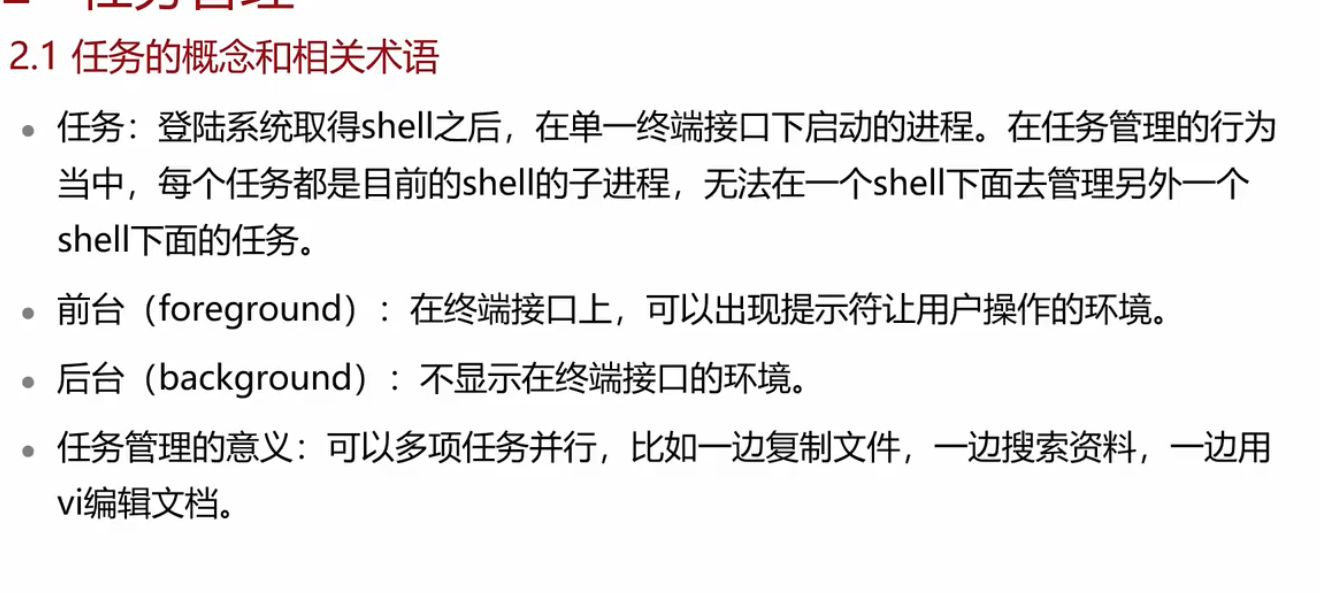 2.1 任务的概念和相关术语
任务：登陆系统取得shell之后，在单一终端接口下启动的进程。在任务管理的行为
当中，每个任务都是目前的shell的子进程，无法在一个shell下面去管理另外一个
shell下面的任务。
前台（foreground）：在终端接口上，可以出现提示符让用户操作的环境。
后台（background）：不显示在终端接口的环境。
任务管理的意义：可以多项任务并行，比如一边复制文件，一边搜索资料，一边用
vi编辑文档。